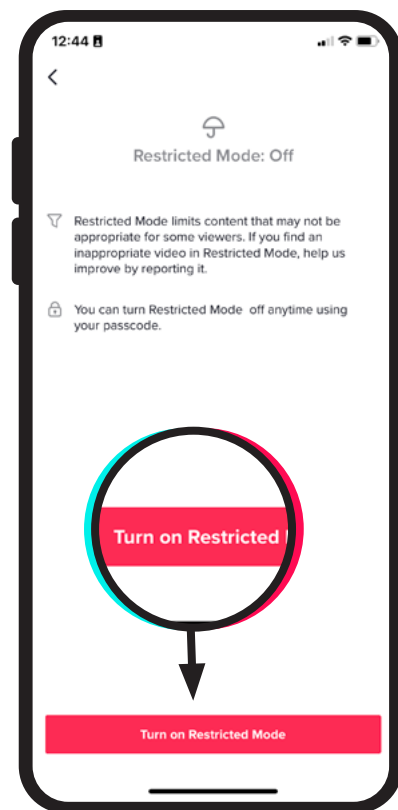 12:44
Restricted Mode: Off
Restricted Mode limits content that may not be
appropriate for some viewers. If you find an
inappropriate video in Restricted Mode, help us
improve by reporting it.
You can turn Restricted Mode off anytime using
your passcode.
Turn on Restricted
Turn on Restricted Mode